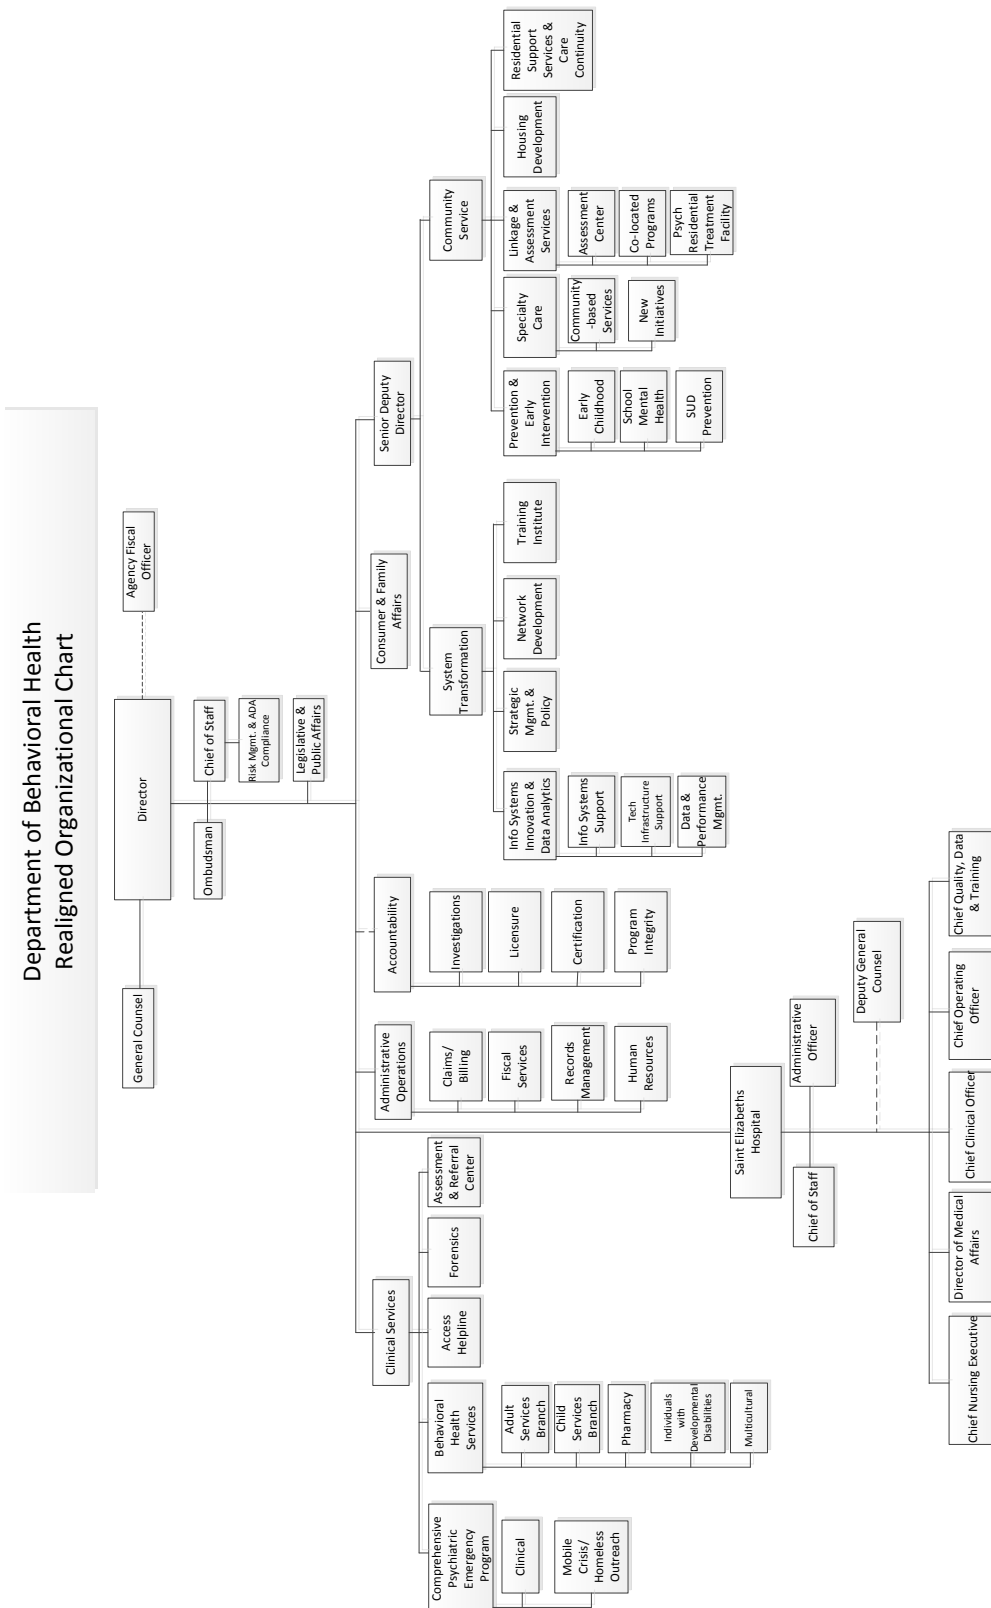 Department of Behavioral Health
Realigned Organizational Chart
General Counsel
Director
Agency Fiscal
Officer
Ombudsman
Chief of Staff
Risk Mgmt. & ADA
Compliance
Legislative &
Public Affairs
Clinical Services
Administrative
Operations
Accountability
Consumer & Family
Affairs
Senior Deputy
Director
Comprehensive
Psychiatric
Emergency
Program
Clinical
Mobile
Crisis/
Homeless
Outreach
Behavioral
Health
Services
Adult
Services
Branch
Child
Services
Branch
Pharmacy
Individuals
with
Developmental
Disabilities
Multicultural
Access
Helpline
Forensics
Assessment
& Referral
Center
Claims/
Billing
Fiscal
Services
Records
Management
Human
Resources
Investigations
Licensure
Certification
Program
Integrity
System
Transformation
Info Systems
Innovation &
Data Analytics
Info Systems
Support
Tech
Infrastructure
Support
Data &
Performance
Mgmt.
Strategic
Mgmt. &
Policy
Network
Development
Training
Institute
Community
Service
Prevention &
Early
Intervention
Early
Childhood
School
Mental
Health
SUD
Prevention
Specialty
Care
Community
-based
Services
New
Initiatives
Linkage &
Assessment
Services
Assessment
Center
Co-located
Programs
Psych
Residential
Treatment
Facility
Housing
Development
Residential
Support
Services &
Care
Continuity
Saint Elizabeths
Hospital
Chief of Staff
Administrative
Officer
Deputy General
Counsel
Chief Nursing Executive
Director of Medical
Affairs
Chief Clinical Officer
Chief Operating
Officer
Chief Quality, Data
& Training